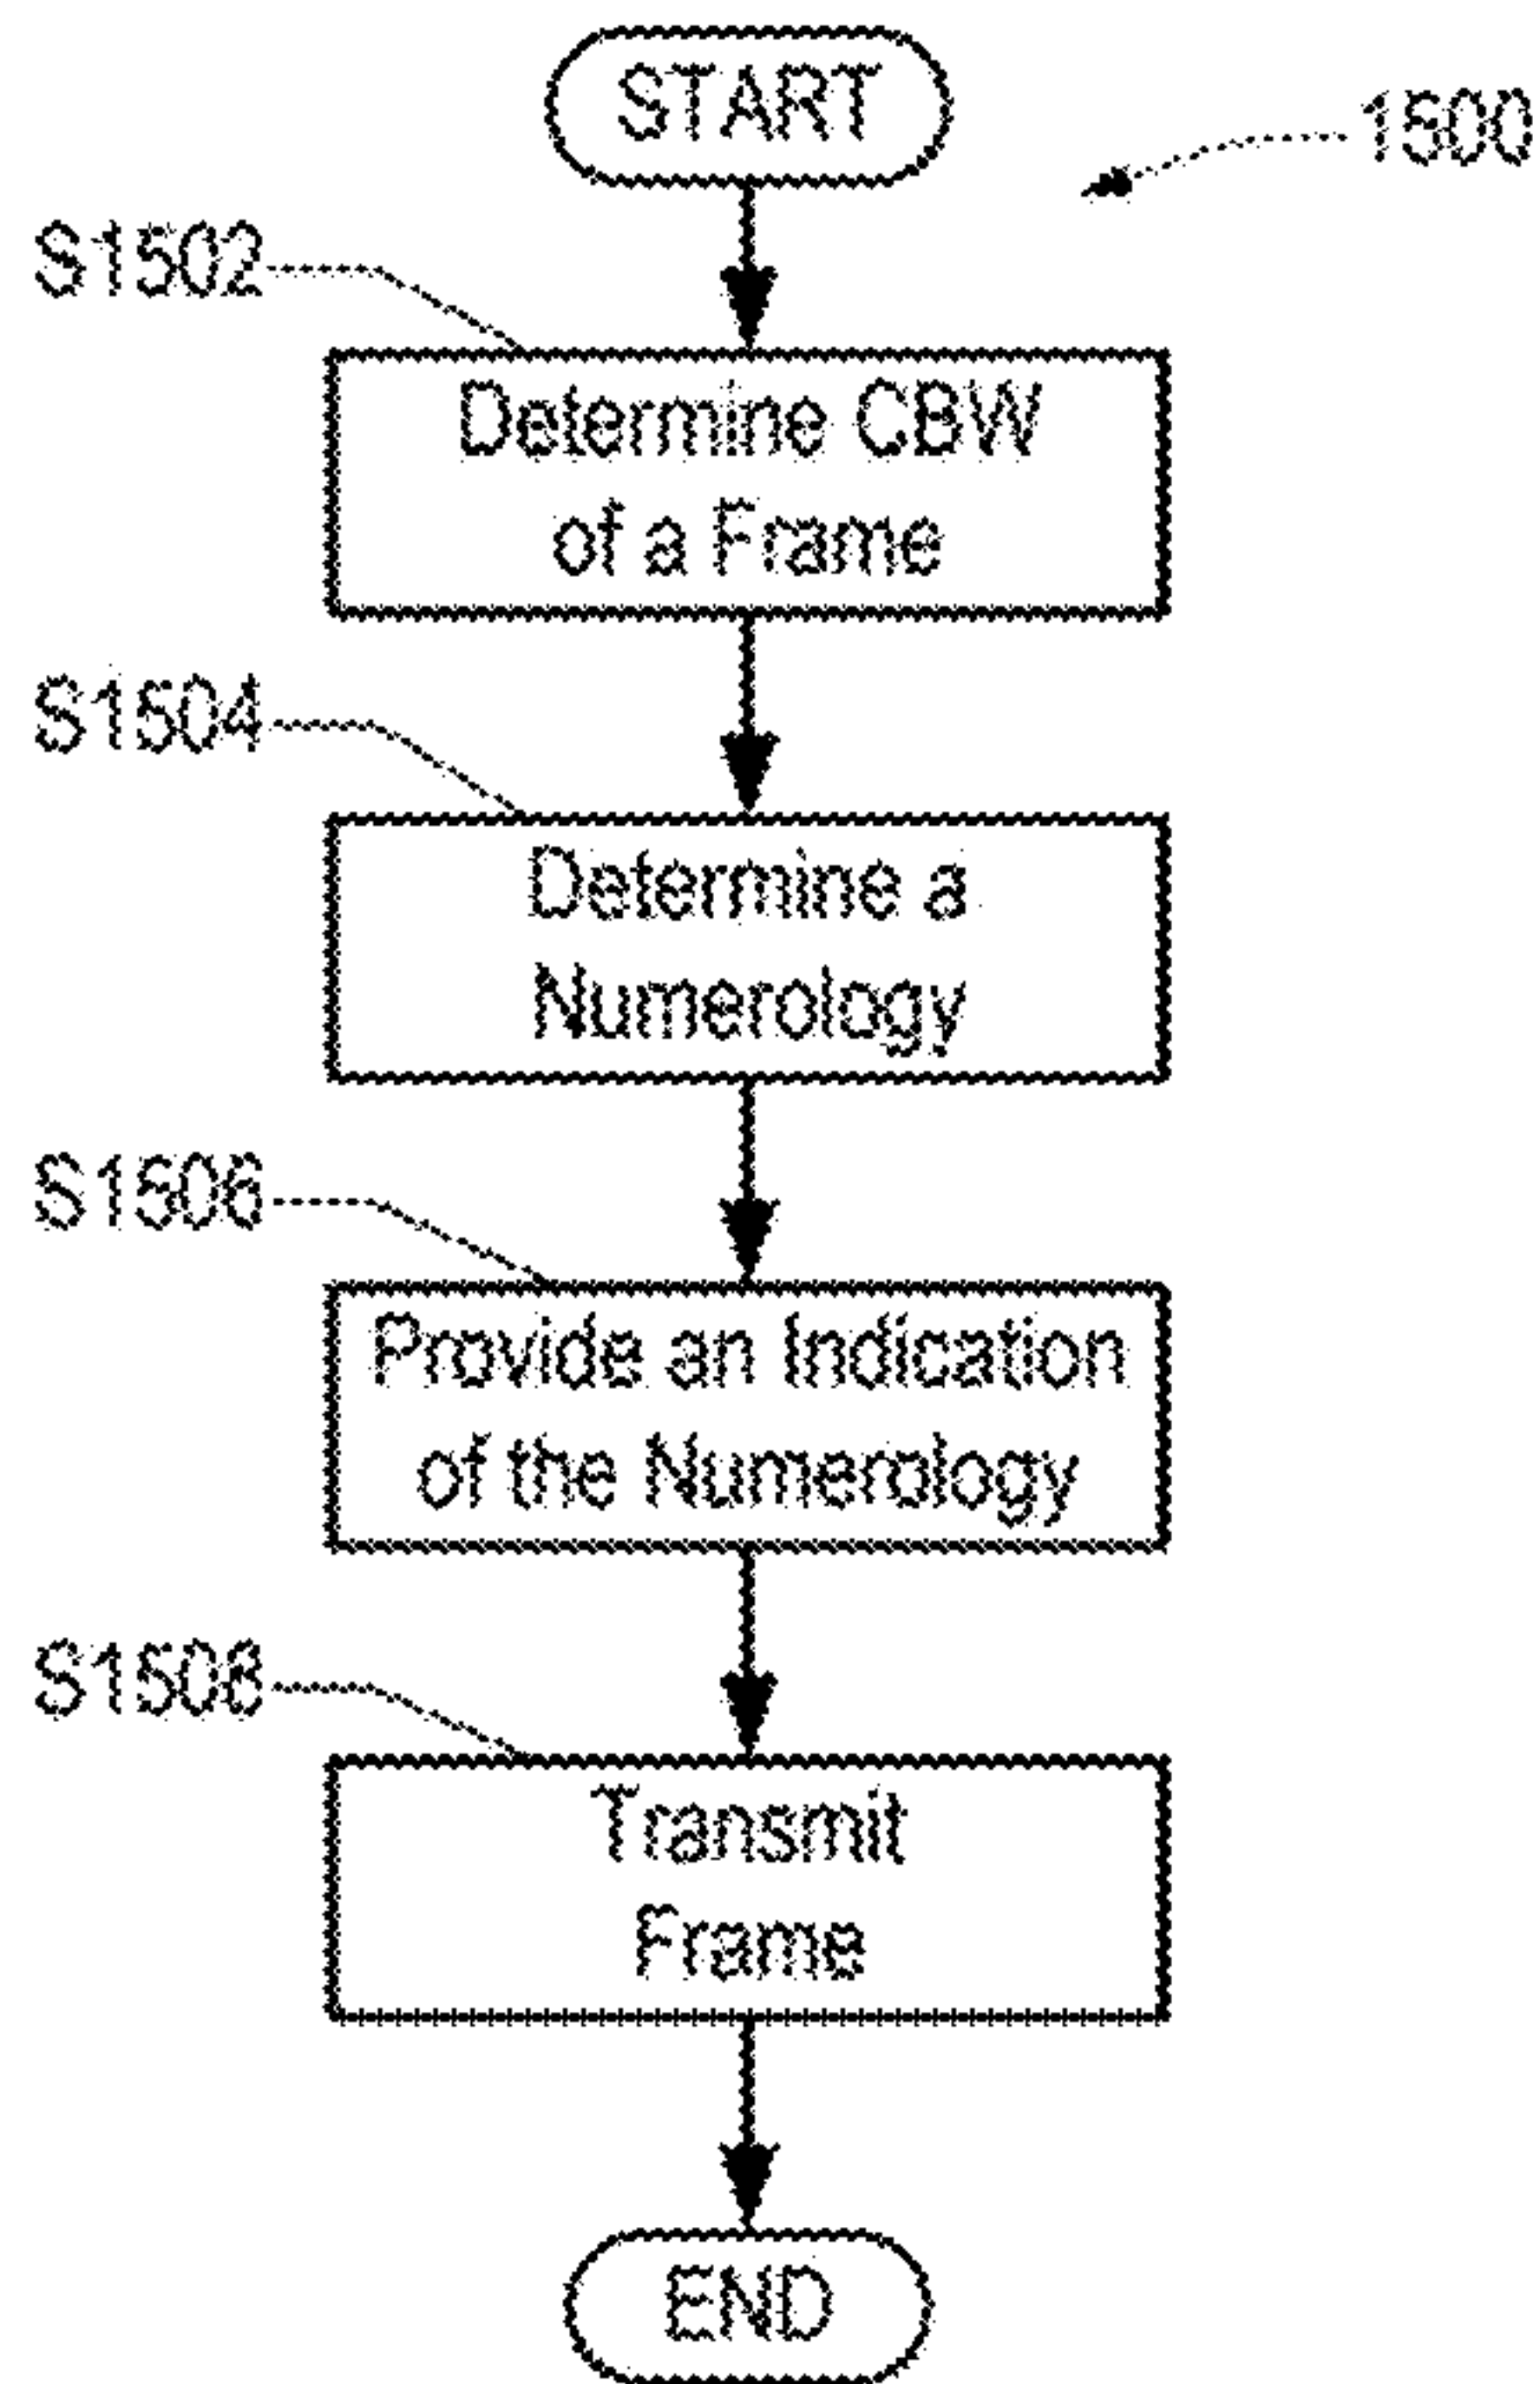 START
1500
S1502
Determine CBW
of a Frame
S1504
Determine a
Numerology
S1506
Provide an Indication
of the Numerology
S1508
Transmit
Frame
END